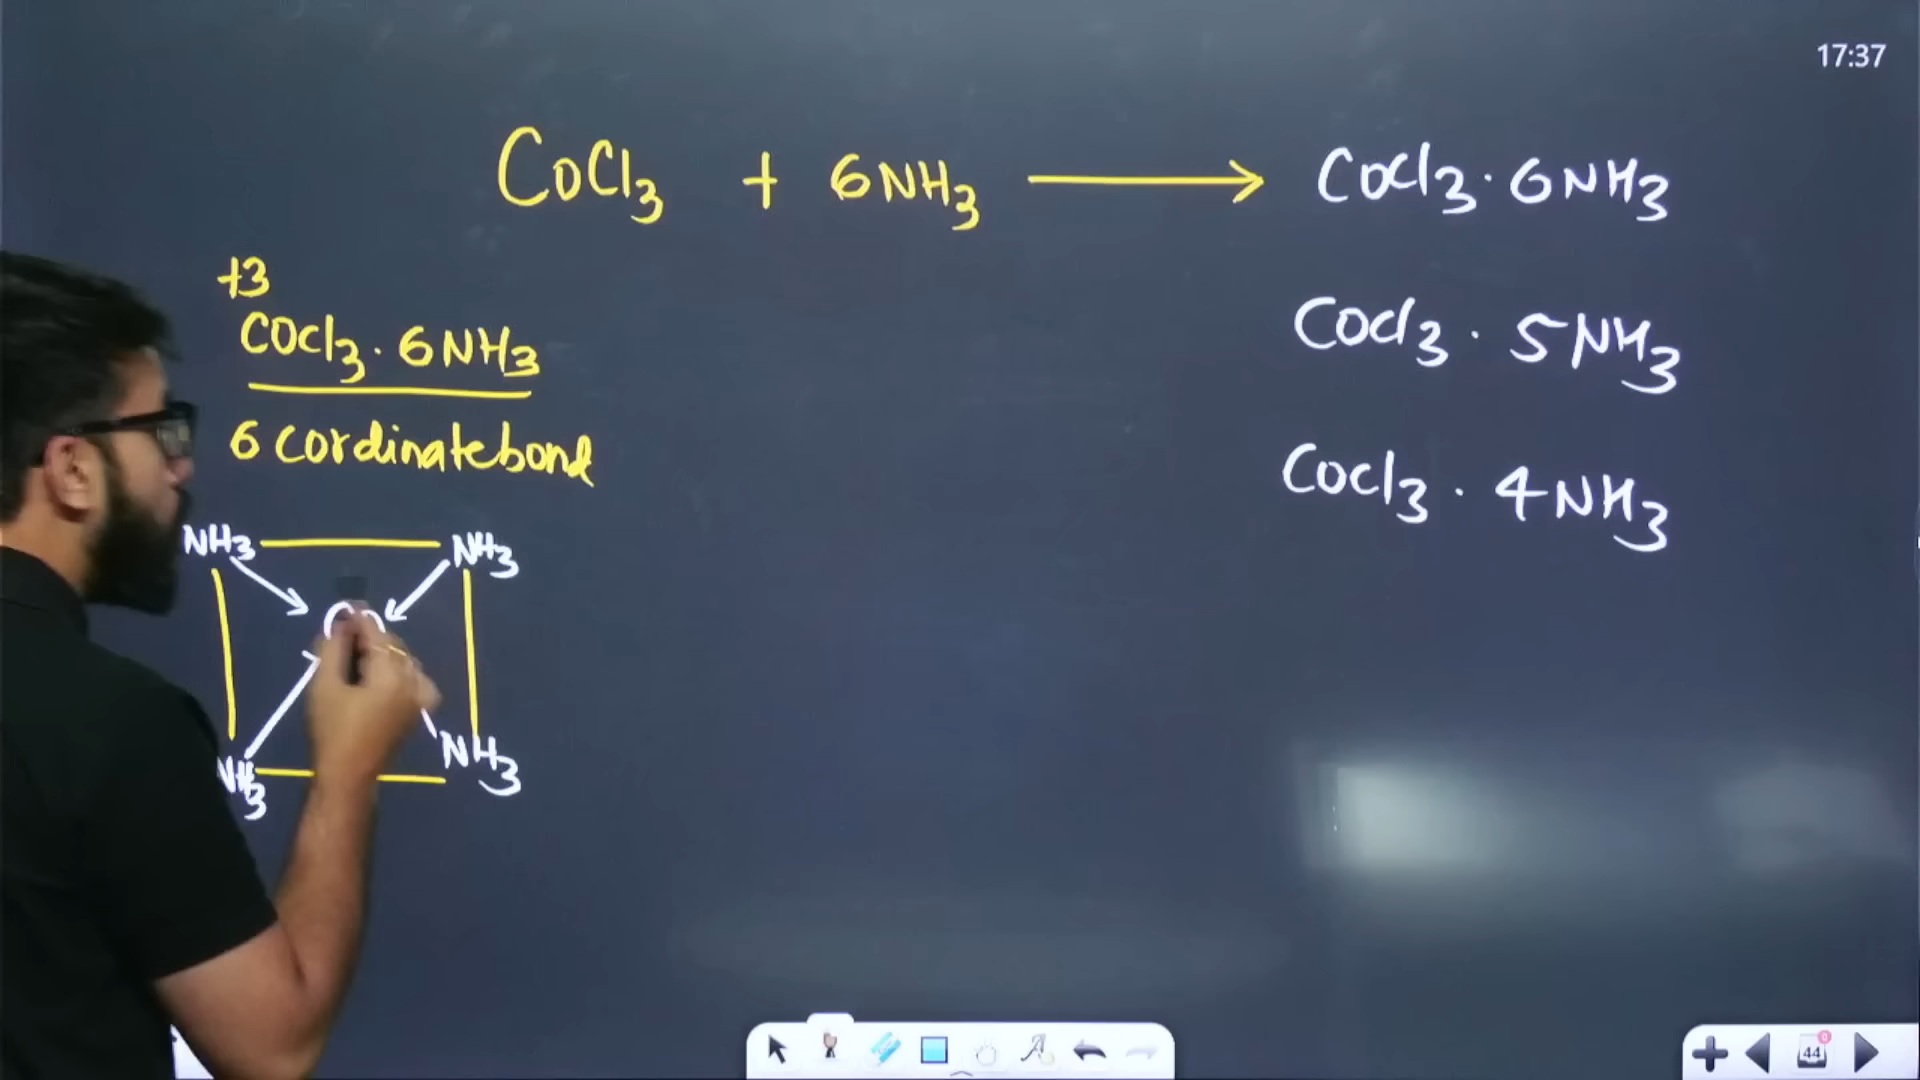 17:37
CoCl3 + 6NH3 ⟶ CoCl3 · 6NH3
+3
COCl3 · 6NH3
COCl3 · 5NH3
6 cordinatebond
COCl3 · 4NH3
NH3 NH3
NH3 NH3
44